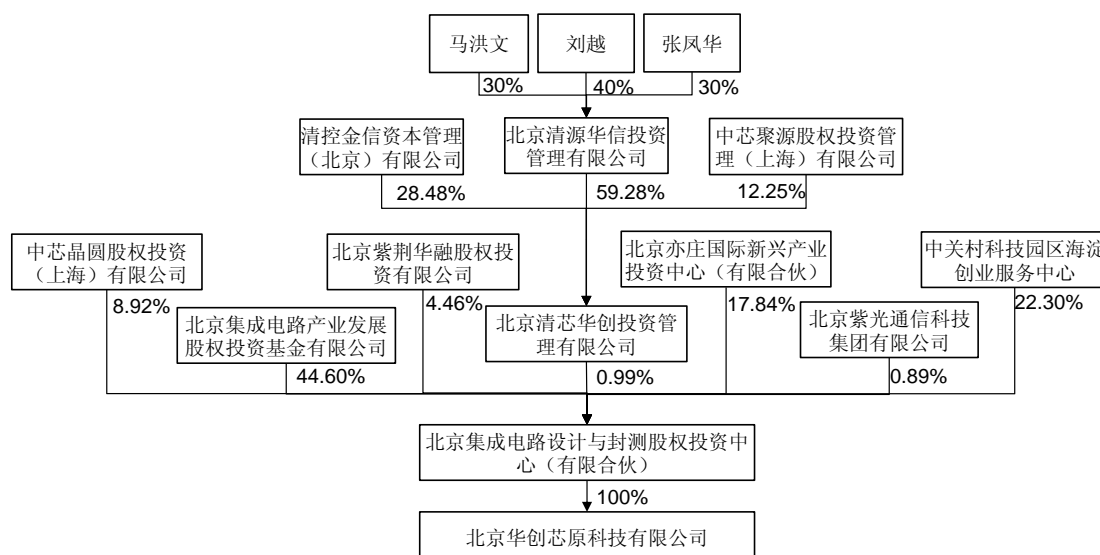 马洪文
刘越
张凤华
30%
40%
30%
清控金信资本管理
（北京）有限公司
北京清源华信投资
管理有限公司
中芯聚源股权投资管
理（上海）有限公司
28.48%
59.28%
12.25%
中芯晶圆股权投资
（上海）有限公司
北京紫荆华融股权投
资有限公司
北京亦庄国际新兴产业
投资中心（有限合伙）
中关村科技园区海淀
创业服务中心
8.92%
4.46%
17.84%
22.30%
北京集成电路产业发展
股权投资基金有限公司
北京清芯华创投资管
理有限公司
北京紫光通信科技
集团有限公司
44.60%
0.99%
0.89%
北京集成电路设计与封测股权投资中
心（有限合伙）
100%
北京华创芯原科技有限公司